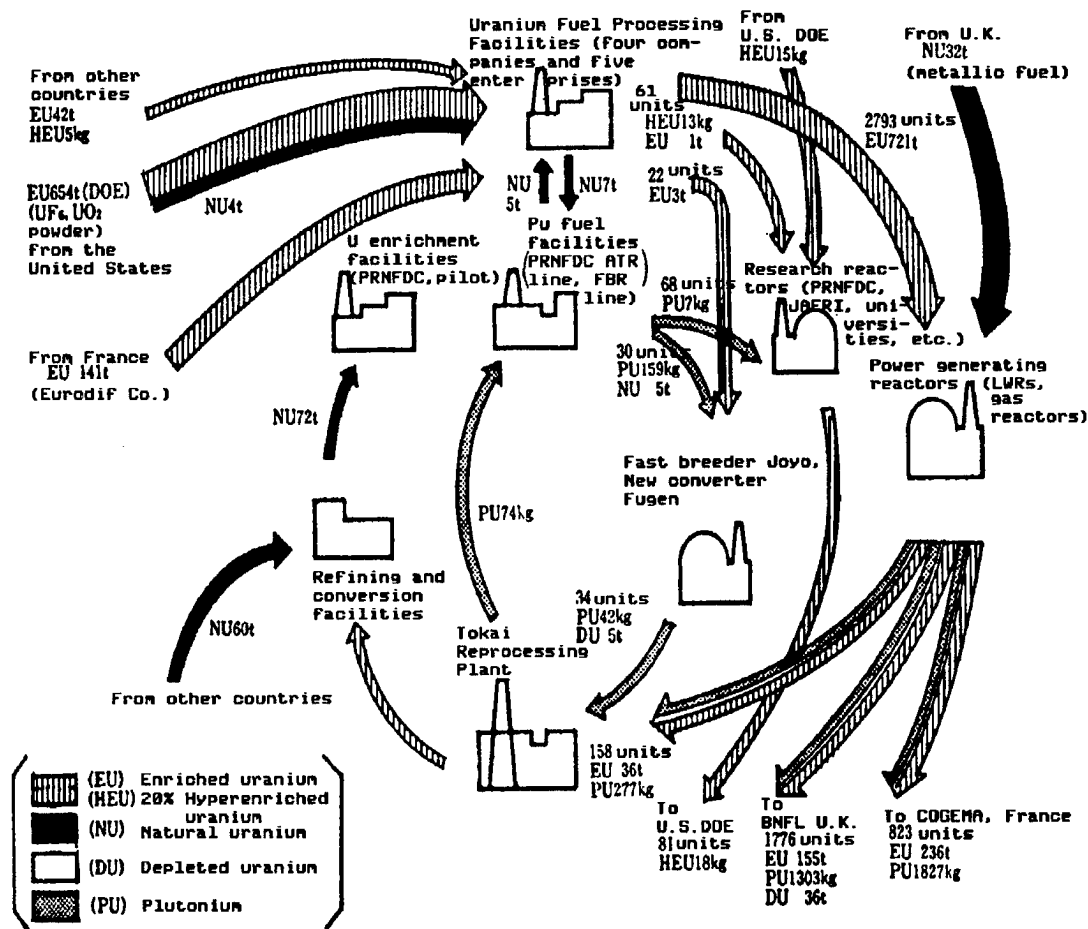 Uranium Fuel Processing
Facilities (four com-
panies and five
enter prises)
From
U.S. DOE
HEU15kg
From U.K.
NU32t
(metallic fuel)
From other
countries
EU42t
HEU5kg
61
units
HEU13kg
EU 1t
2793 units
EU721t
22 units
EU3t
EU654t (DOE)
(UF₆, UO₂
powder)
from the
United States
NU4t
NU
5t
NU7t
U enrichment
facilities
(PRNFDC, pilot)
Pu fuel
facilities
(PRNFDC ATR
line, FBR
line)
68 units
PU7kg
Research reac-
tors (PRNFDC,
JAERI, uni-
versi-
ties, etc.)
From France
EU 141t
(Eurodif Co.)
30 units
PU159kg
NU 5t
Power generating
reactors (LWRs,
gas
reactors)
NU72t
Fast breeder Joyo,
New converter
Fugen
PU74kg
Refining and
conversion
facilities
NU60t
34 units
PU42kg
DU 5t
Tokai
Reprocessing
Plant
From other countries
158 units
EU 36t
PU277kg
To
U.S.DOE
81 units
HEU18kg
To
BNFL U.K.
1776 units
EU 155t
PU1303kg
DU 36t
To COGEMA, France
823 units
EU 236t
PU1827kg
(EU) Enriched uranium
(HEU) 20% Hyperenriched
uranium
(NU) Natural uranium
(DU) Depleted uranium
(PU) Plutonium